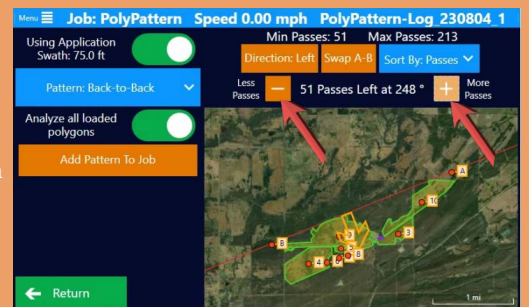 Menu Job: PolyPattern Speed 0.00 mph PolyPattern-Log_230804_1
Using Application
Swath: 75.0 ft
Pattern: Back-to-Back
Analyze all loaded
polygons
Add Pattern To Job
Return
Min Passes: 51 Max Passes: 213
Direction: Left Swap A-B Sort By: Passes
Less
Passes
51 Passes Left at 248 °
More
Passes
A
10
3
B
4
8
1 mi